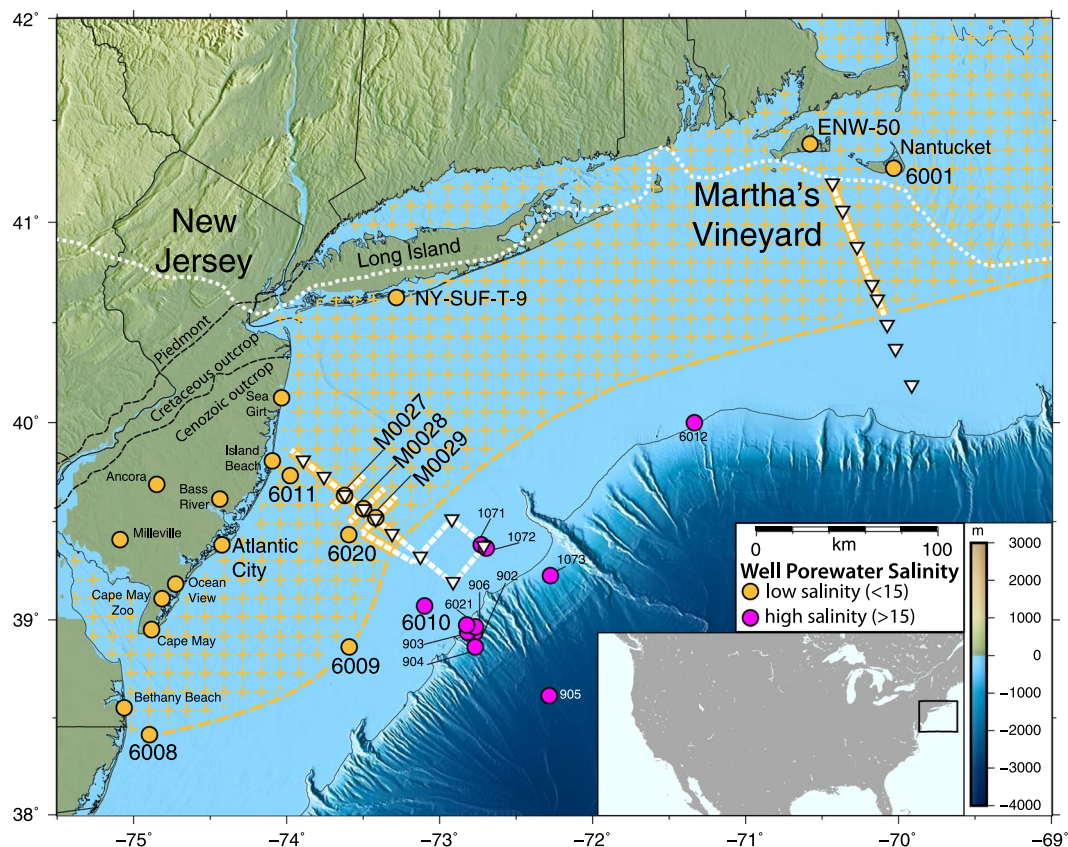 42°
41°
40°
39°
38°
ENW-50
Nantucket
6001
Martha's
Vineyard
New
Jersey
Long Island
NY-SUF-T-9
Piedmont
Cretaceous outcrop
Cenozoic outcrop
Sea
Girt
M0027
M0028
M0029
6012
Island
Beach
6011
Ancora
Bass
River
6020
1071
1072
Milleville
Atlantic
City
1073
906
902
Ocean
View
Cape May
Zoo
6021
6010
903
904
Cape May
6009
905
Bethany Beach
6008
0
100
km
Well Porewater Salinity
low salinity (<15)
high salinity (>15)
m
3000
2000
1000
0
−1000
−2000
−3000
−4000
−75°
−74°
−73°
−72°
−71°
−70°
−69°